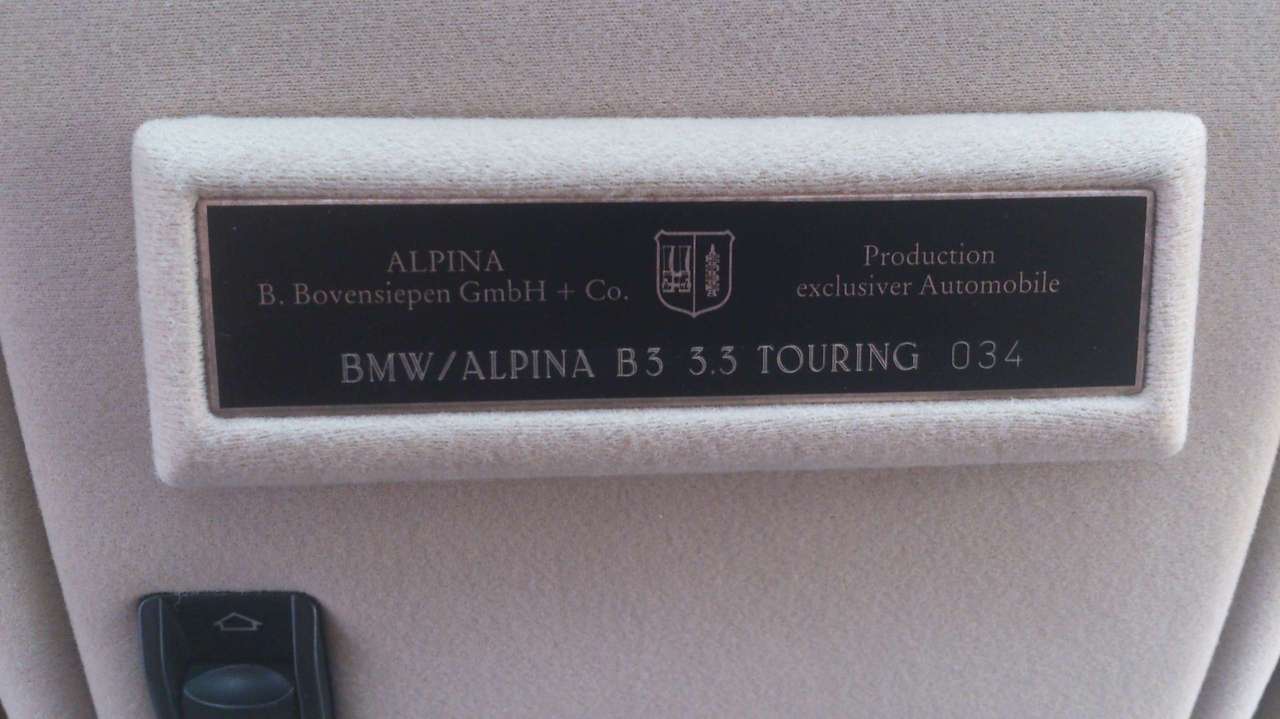 ALPINA
B. Bovensiepen GmbH + Co.
Production
exclusiver Automobile
BMW/ALPINA B3 3.3 TOURING 034